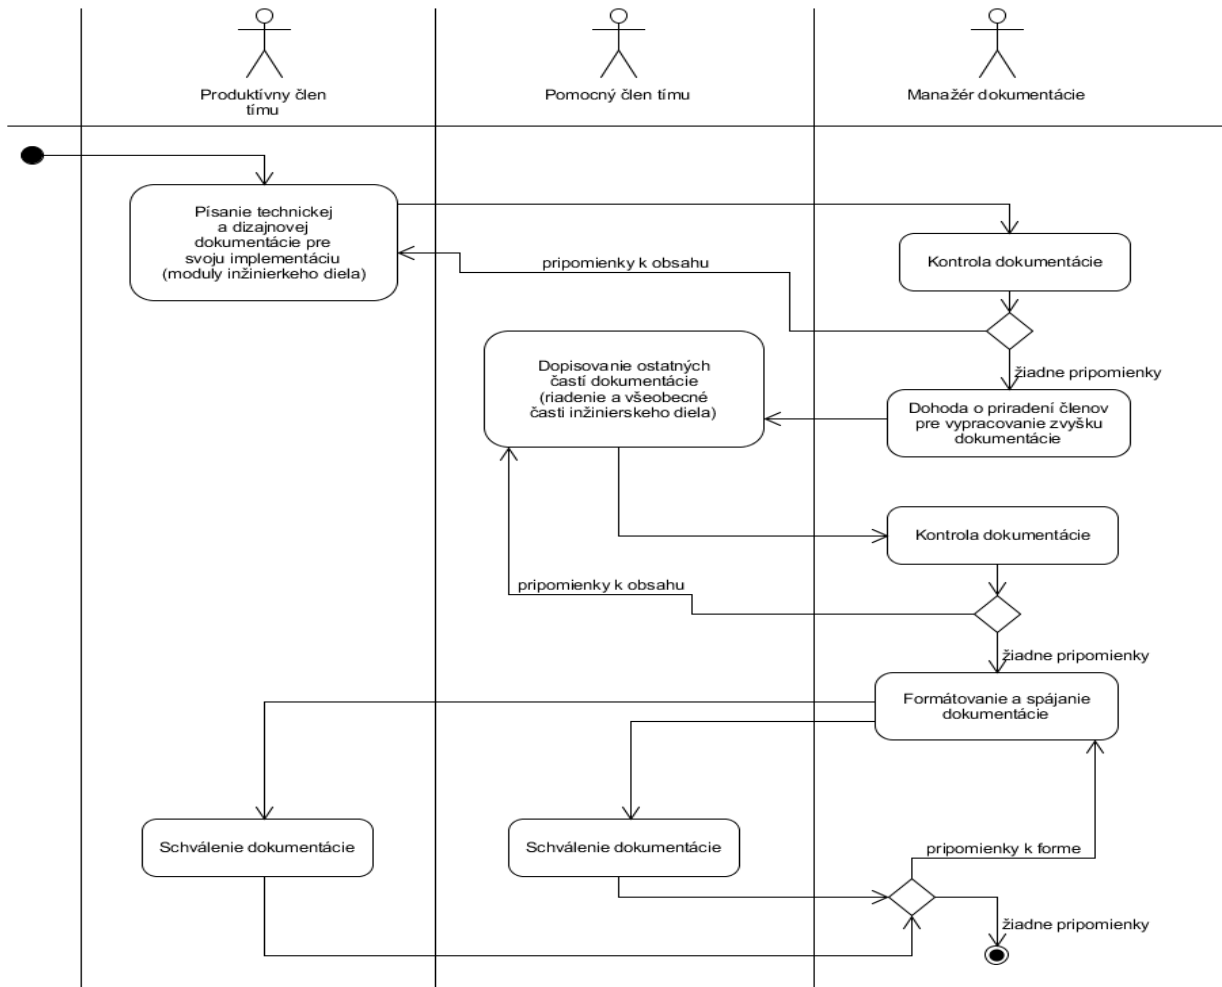 Produktívny člen
tímu
Pomocný člen tímu
Manažér dokumentácie
Písanie technickej
a dizajnovej
dokumentácie pre
svoju implementáciu
(moduly inžinierkeho diela)
pripomienky k obsahu
Kontrola dokumentácie
žiadne pripomienky
Dopisovanie ostatných
častí dokumentácie
(riadenie a všeobecné
časti inžinierskeho diela)
Dohoda o priradení členov
pre vypracovanie zvyšku
dokumentácie
Kontrola dokumentácie
pripomienky k obsahu
žiadne pripomienky
Formátovanie a spájanie
dokumentácie
Schválenie dokumentácie
Schválenie dokumentácie
pripomienky k forme
žiadne pripomienky